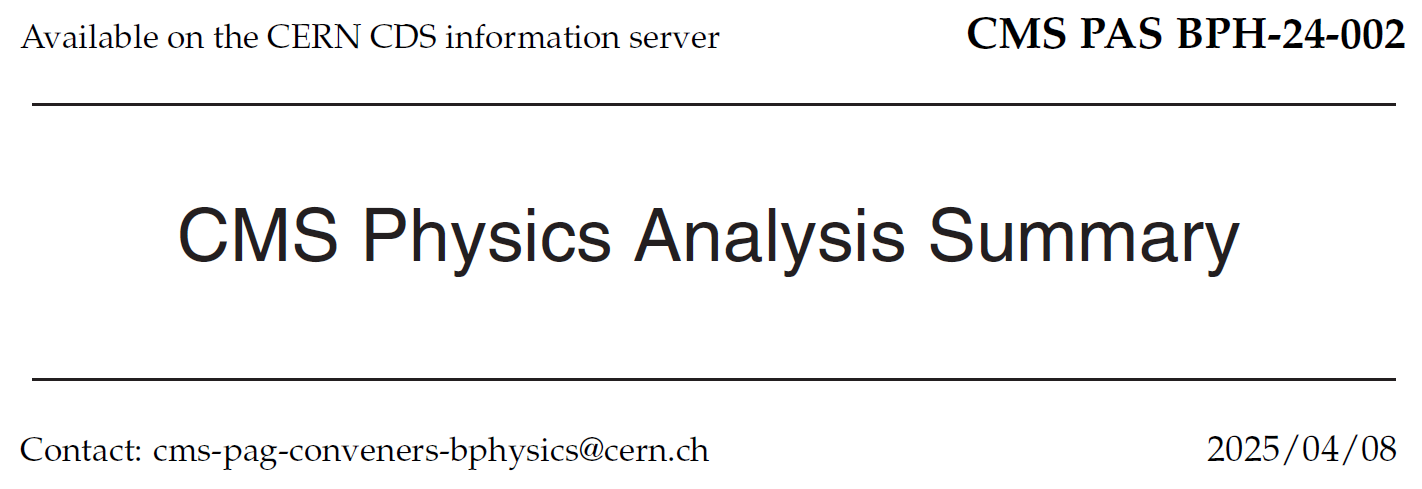 Available on the CERN CDS information server CMS PAS BPH-24-002
CMS Physics Analysis Summary
Contact: cms-pag-conveners-bphysics@cern.ch 2025/04/08